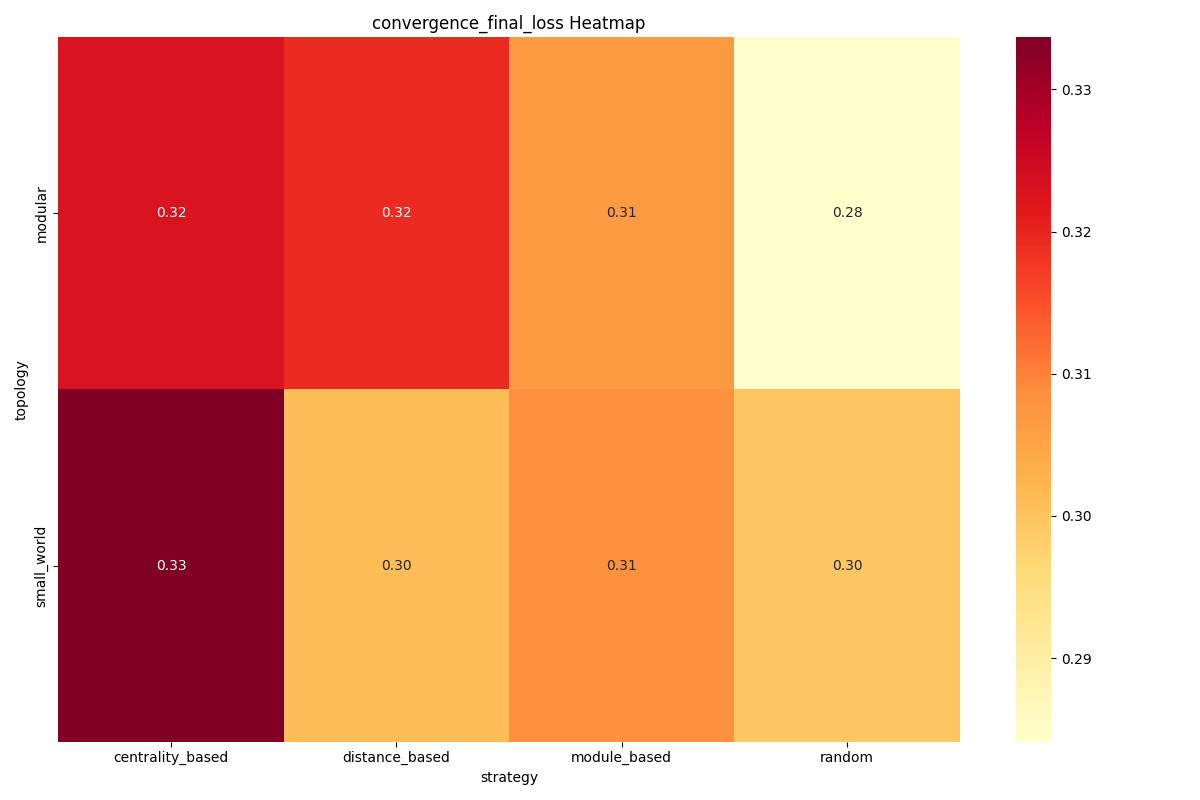 convergence_final_loss Heatmap
topology
modular
0.32 0.32 0.31 0.28
small_world
0.33 0.30 0.31 0.30
centrality_based distance_based module_based random
strategy
0.33
0.32
0.31
0.30
0.29